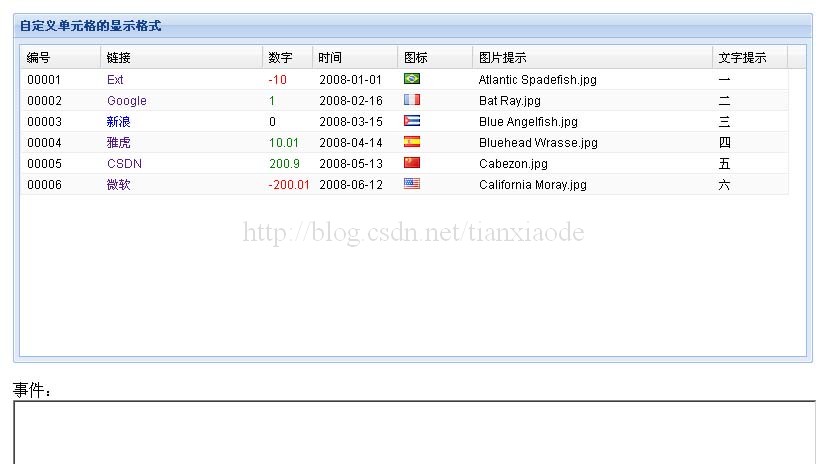 自定义单元格的显示格式
编号 链接 数字 时间 图标 图片提示 文字提示
00001 Ext -10 2008-01-01 Atlantic Spadefish.jpg 一
00002 Google 1 2008-02-16 Bat Ray.jpg 二
00003 新浪 0 2008-03-15 Blue Angelfish.jpg 三
00004 雅虎 10.01 2008-04-14 Bluehead Wrasse.jpg 四
00005 CSDN 200.9 2008-05-13 Cabezon.jpg 五
00006 微软 -200.01 2008-06-12 California Moray.jpg 六
http://blog.csdn.net/tianxiaode
事件：